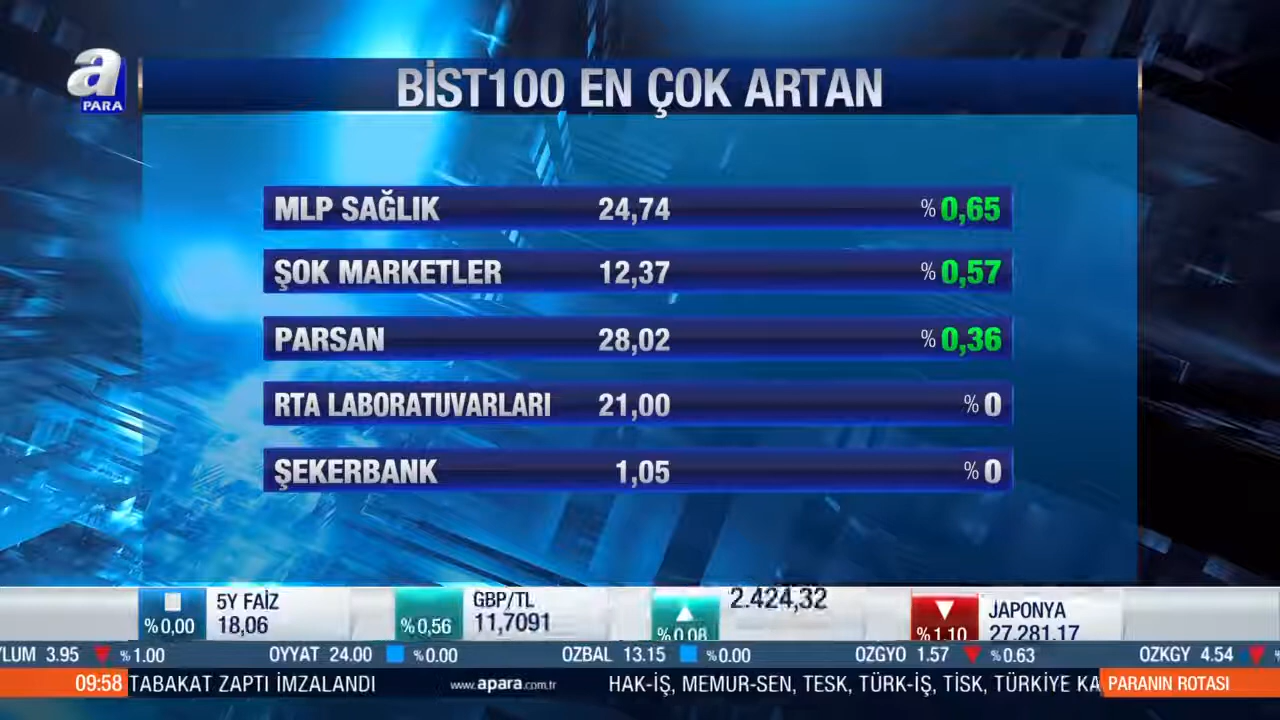 a
PARA
BİST100 EN ÇOK ARTAN
MLP SAĞLIK 24,74 % 0,65
ŞOK MARKETLER 12,37 % 0,57
PARSAN 28,02 % 0,36
RTA LABORATUVARLARI 21,00 % 0
ŞEKERBANK 1,05 % 0
%0,00 5Y FAİZ 18,06
%0,56 GBP/TL 11,7091
%0,08 2.424,32
%1,10 JAPONYA 27.281,17
YLUM 3.95 %1.00 OYYAT 24.00 %0.00 OZBAL 13.15 %0.00 OZGYO 1.57 %0.63 OZKGY 4.54 %
09:58 TABAKAT ZAPTI İMZALANDI www.apara.com.tr HAK-İŞ, MEMUR-SEN, TESK, TÜRK-İŞ, TİSK, TÜRKİYE KA PARANIN ROTASI